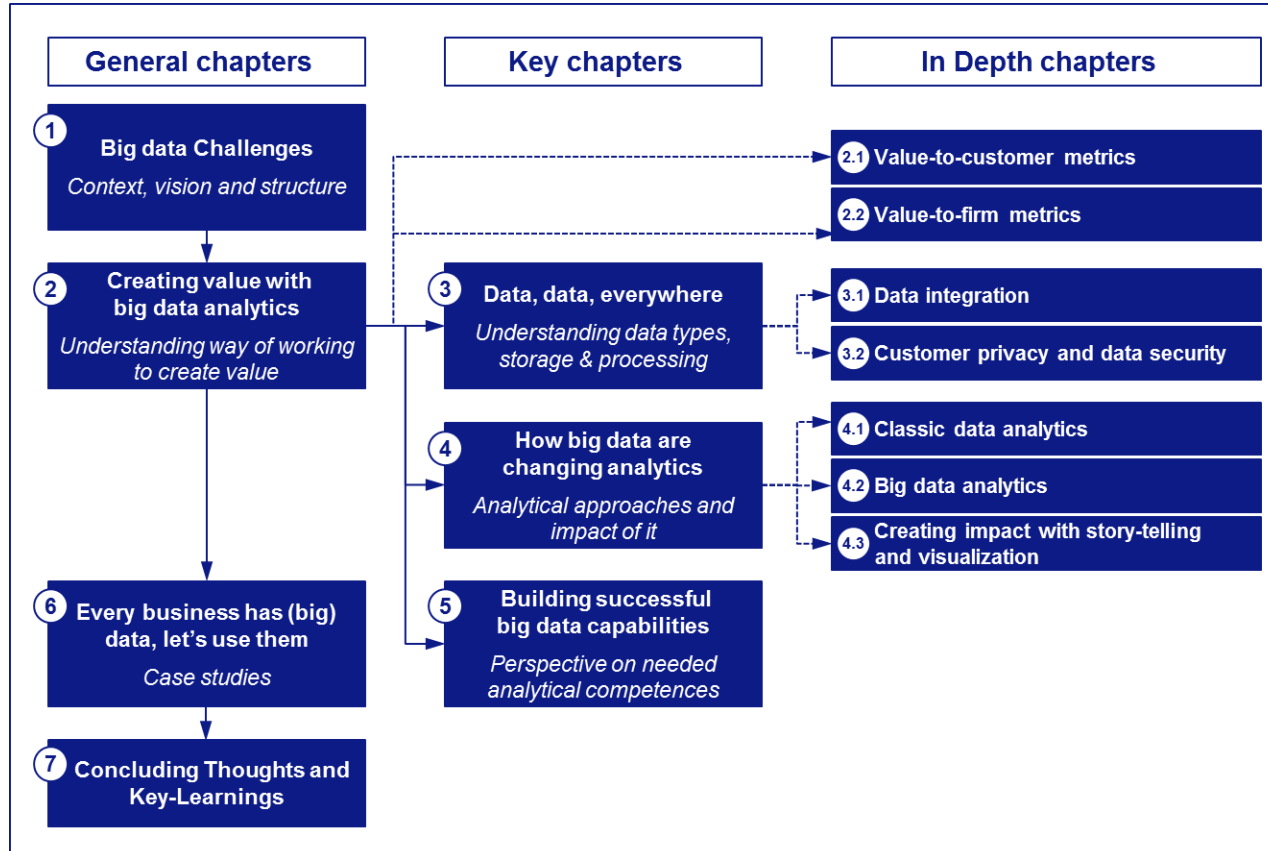 General chapters
Key chapters
In Depth chapters
1
Big data Challenges
Context, vision and structure
2
Creating value with
big data analytics
Understanding way of working
to create value
6
Every business has (big)
data, let's use them
Case studies
7
Concluding Thoughts and
Key-Learnings
3
Data, data, everywhere
Understanding data types,
storage & processing
4
How big data are
changing analytics
Analytical approaches and
impact of it
5
Building successful
big data capabilities
Perspective on needed
analytical competences
2.1 Value-to-customer metrics
2.2 Value-to-firm metrics
3.1 Data integration
3.2 Customer privacy and data security
4.1 Classic data analytics
4.2 Big data analytics
4.3 Creating impact with story-telling
and visualization